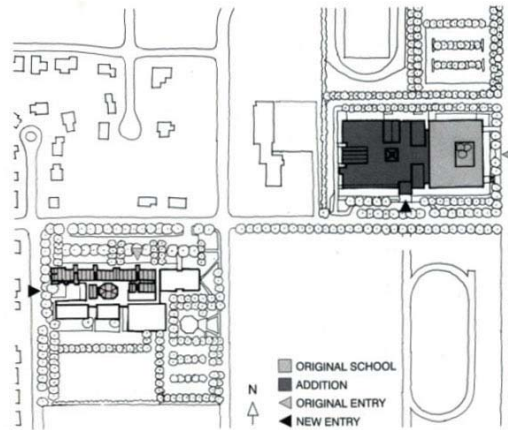 ORIGINAL SCHOOL
ADDITION
N
ORIGINAL ENTRY
NEW ENTRY